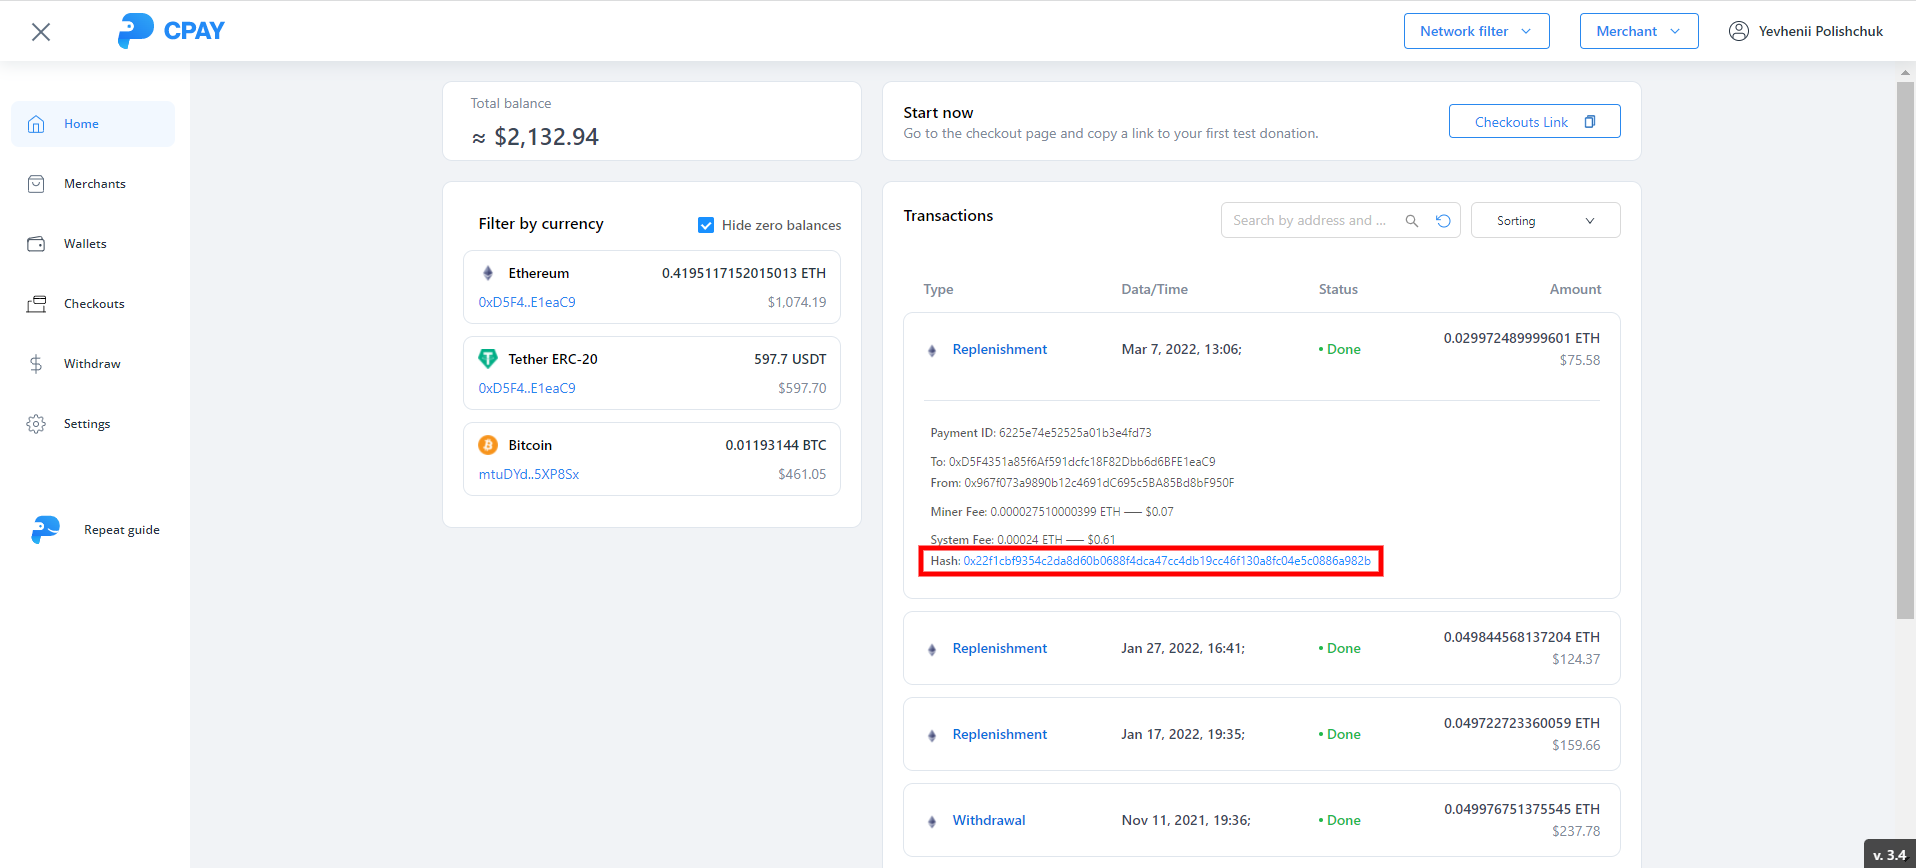 CPAY
Network filter
Merchant
Yevhenii Polishchuk
Home
Merchants
Wallets
Checkouts
Withdraw
Settings
Repeat guide
Total balance
≈ $2,132.94
Start now
Go to the checkout page and copy a link to your first test donation.
Checkouts Link
Filter by currency
Hide zero balances
Ethereum 0.4195117152015013 ETH
0xD5F4..E1eaC9 $1,074.19
Tether ERC-20 597.7 USDT
0xD5F4..E1eaC9 $597.70
Bitcoin 0.01193144 BTC
mtuDYd..5XP8Sx $461.05
Transactions
Search by address and ...
Sorting
Type Data/Time Status Amount
Replenishment Mar 7, 2022, 13:06; • Done 0.029972489999601 ETH
$75.58
Payment ID: 6225e74e52525a01b3e4fd73
To: 0xD5F4351a85f6Af591dcfc18F82Dbb6d6BFE1eaC9
From: 0x967f073a9890b12c4691dC695c5BA85Bd8bF950F
Miner Fee: 0.000027510000399 ETH —– $0.07
System Fee: 0.00024 ETH —– $0.61
Hash: 0x22f1cbf9354c2da8d60b0688f4dca47cc4db19cc46f130a8fc04e5c0886a982b
Replenishment Jan 27, 2022, 16:41; • Done 0.049844568137204 ETH
$124.37
Replenishment Jan 17, 2022, 19:35; • Done 0.049722723360059 ETH
$159.66
Withdrawal Nov 11, 2021, 19:36; • Done 0.049976751375545 ETH
$237.78
v. 3.4